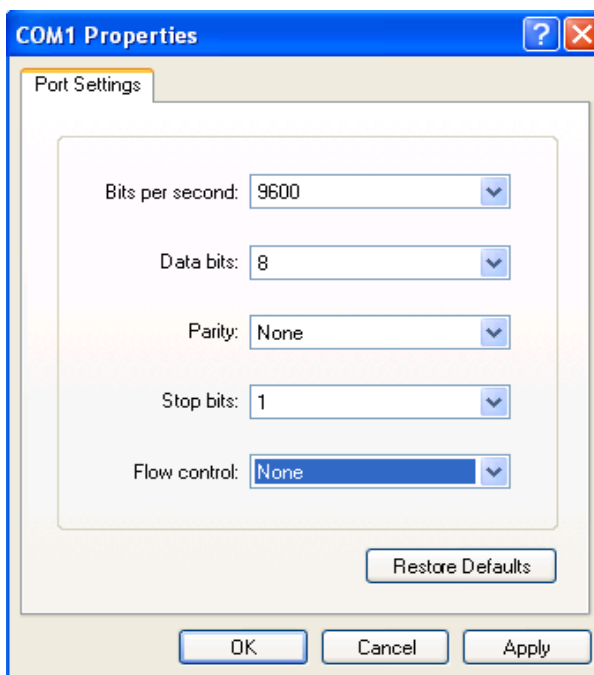 COM1 Properties
Port Settings
Bits per second: 9600
Data bits: 8
Parity: None
Stop bits: 1
Flow control: None
Restore Defaults
OK Cancel Apply